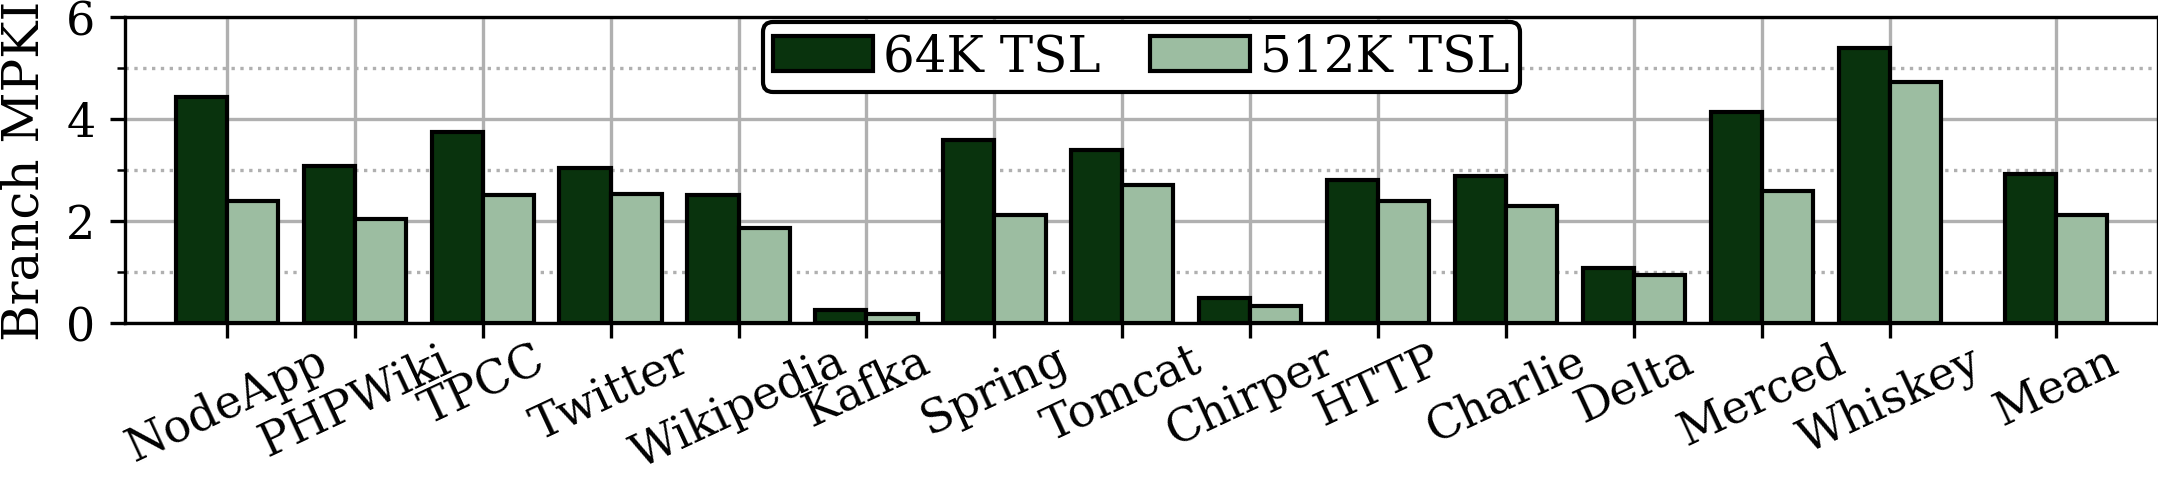 Branch MPKI
6
4
2
0
64K TSL
512K TSL
NodeApp
PHPWiki
TPCC
Twitter
Wikipedia
Kafka
Spring
Tomcat
Chirper
HTTP
Charlie
Delta
Merced
Whiskey
Mean